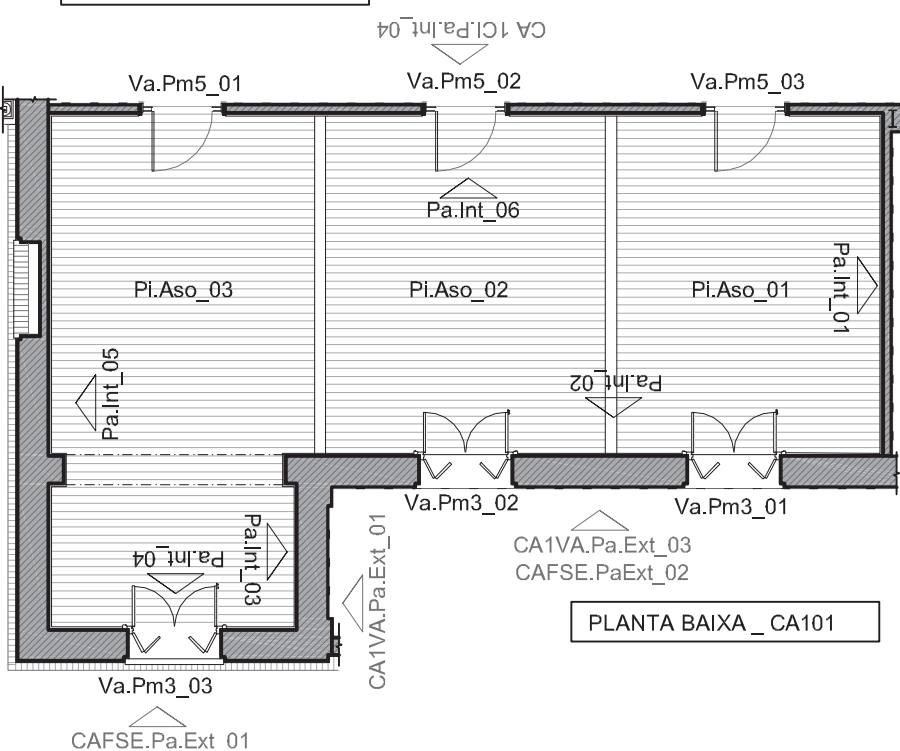 CA 1Cl.Pa.Int_04
Va.Pm5_01
Va.Pm5_02
Va.Pm5_03
Pa.Int_06
Pi.Aso_03
Pi.Aso_02
Pi.Aso_01
Pa.Int_01
Pa.Int_05
Pa.Int_02
Va.Pm3_02
Va.Pm3_01
Pa.Int_04
Pa.Int_03
CA1VA.Pa.Ext_01
CA1VA.Pa.Ext_03
CAFSE.PaExt_02
PLANTA BAIXA _ CA101
Va.Pm3_03
CAFSE.Pa.Ext_01